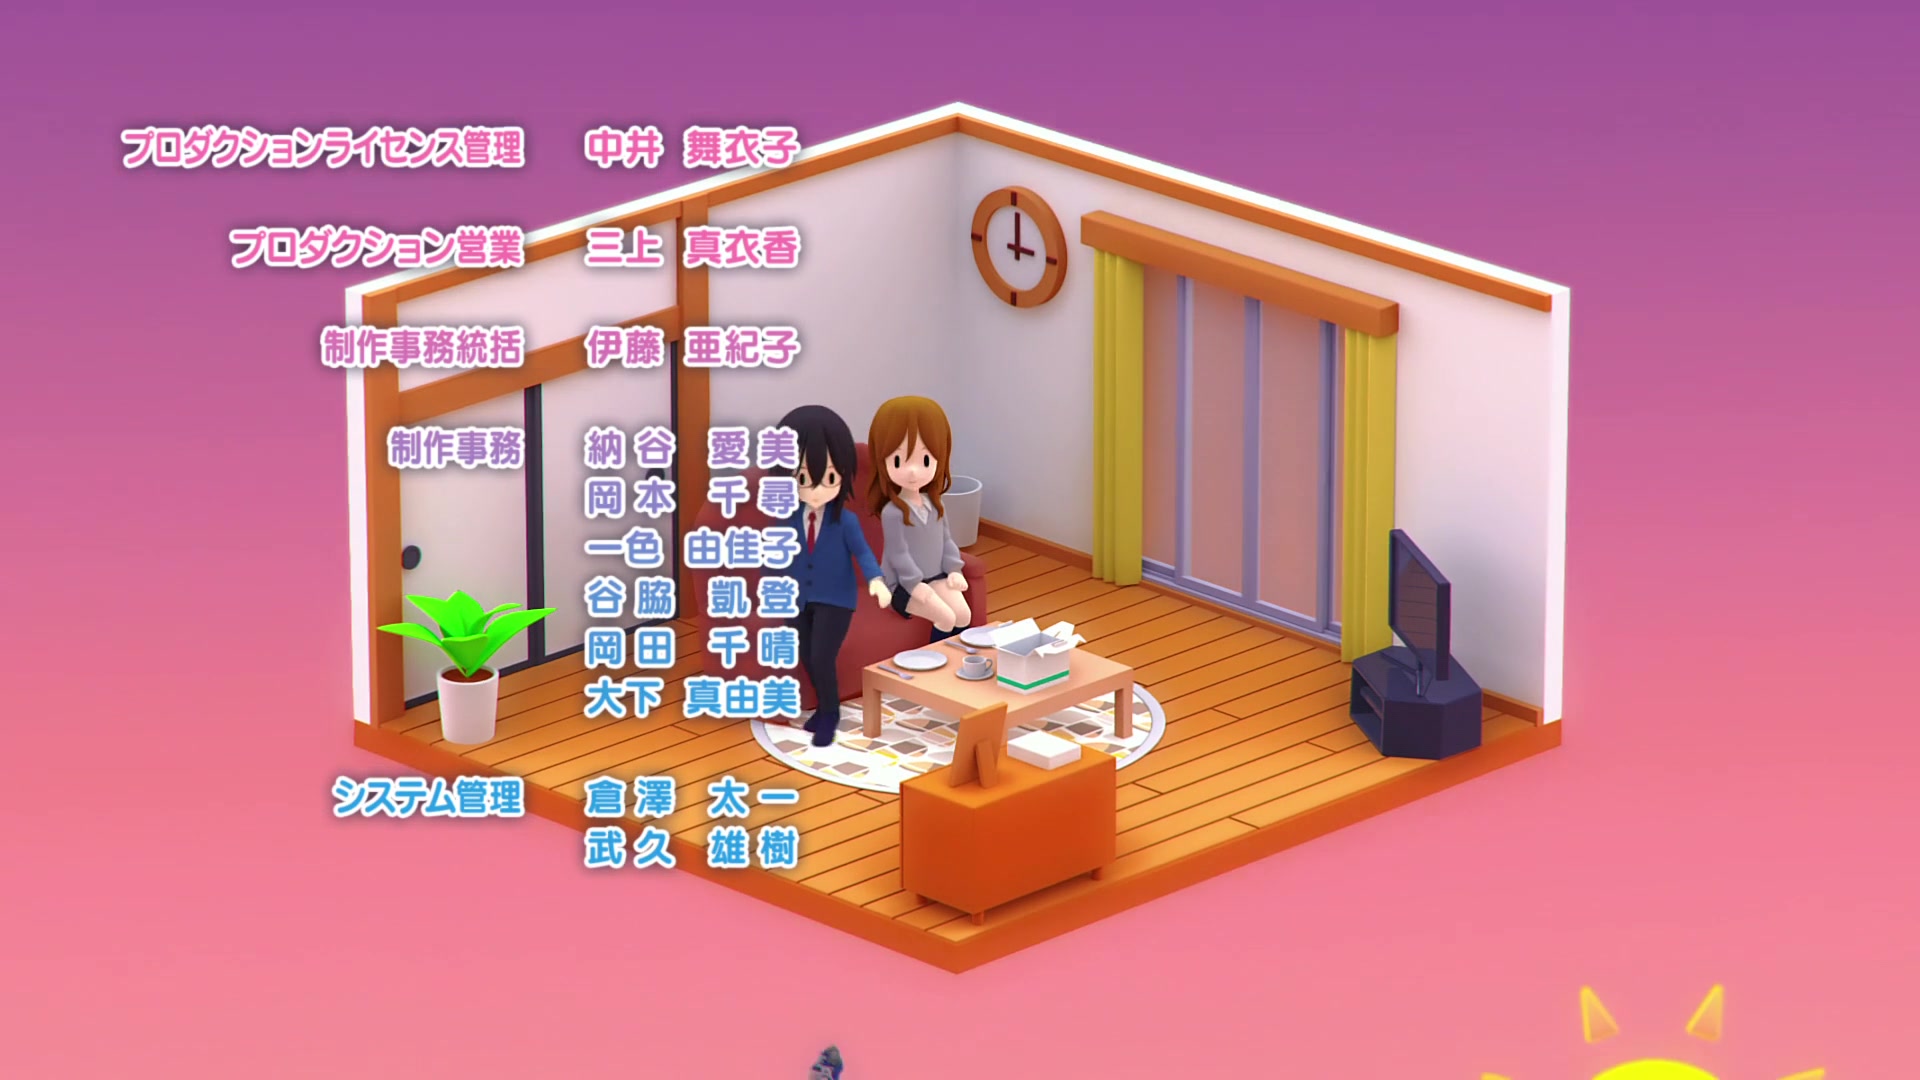 プロダクションライセンス管理 中井 舞衣子
プロダクション営業 三上 真衣香
制作事務統括 伊藤 亜紀子
制作事務 納谷 愛美
岡本 千尋
一色 由佳子
谷脇 凱登
岡田 千晴
大下 真由美
システム管理 倉澤 太一
武久 雄樹